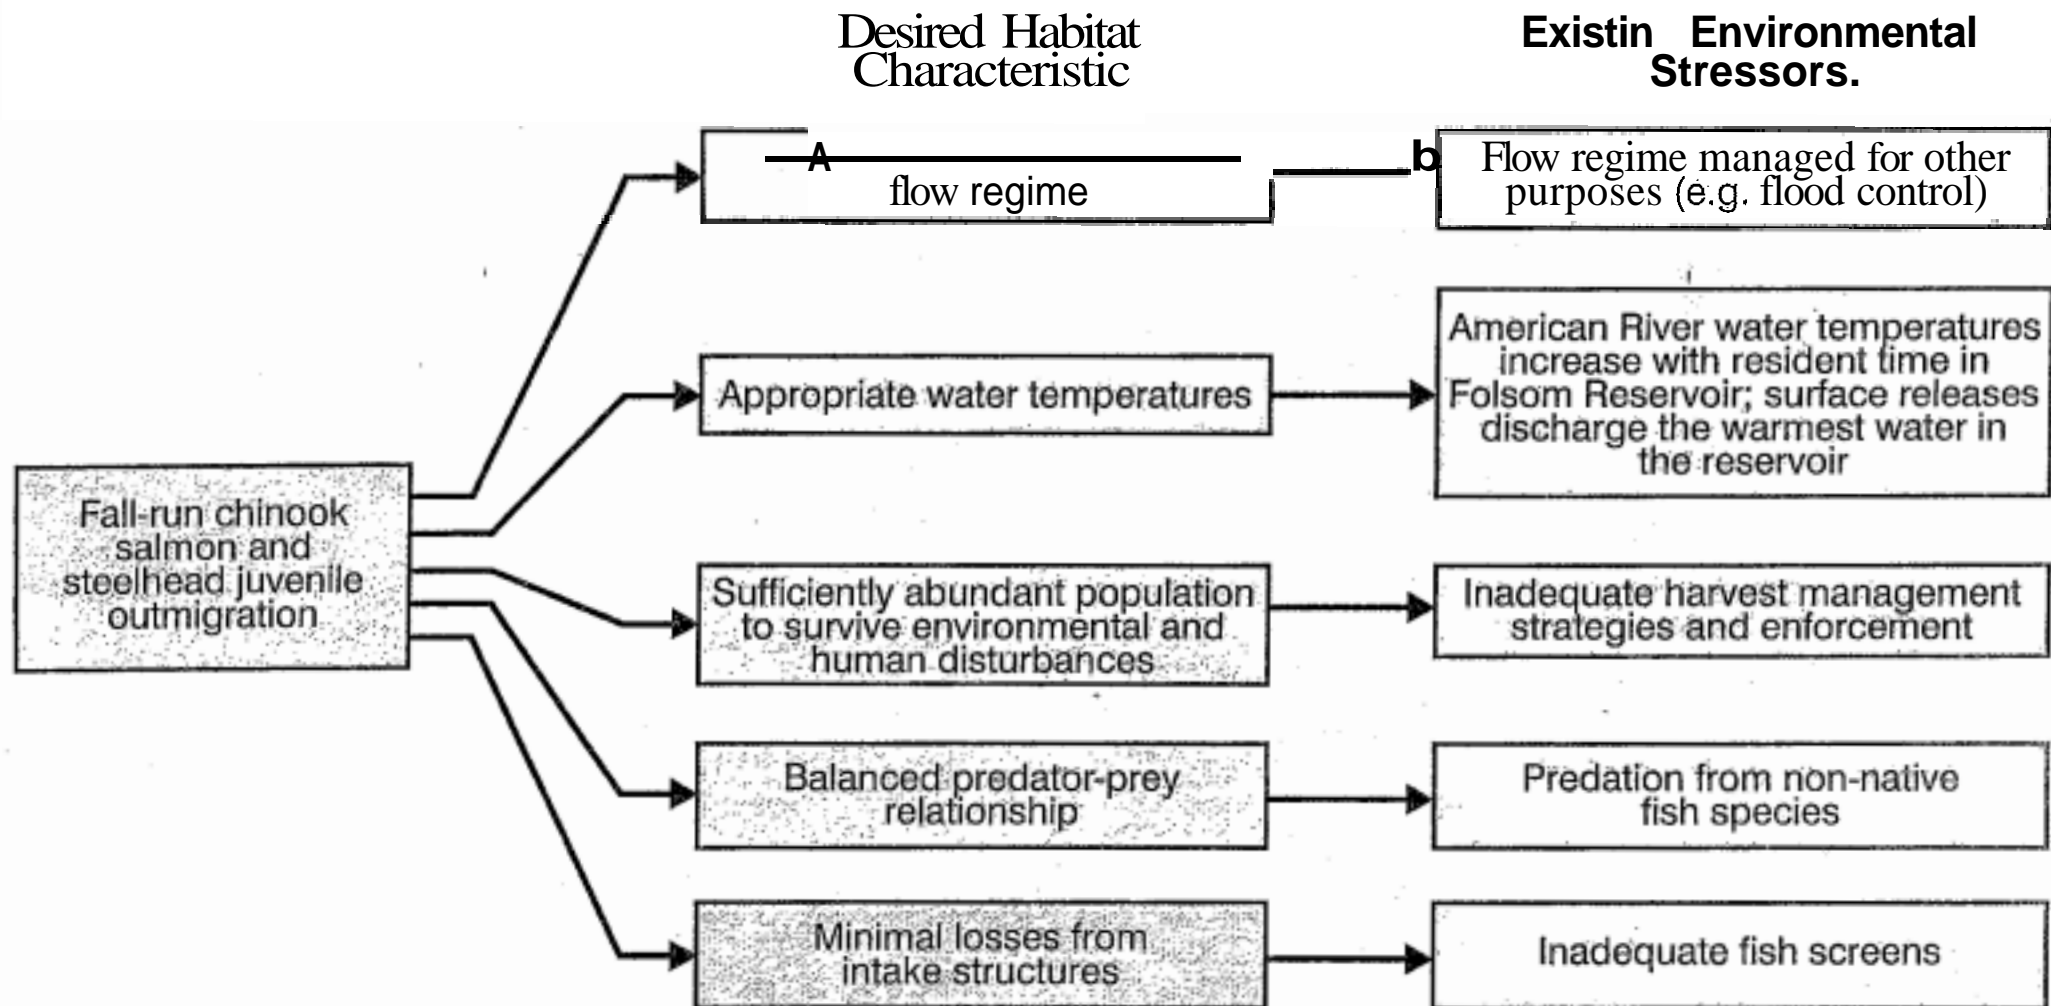 Desired Habitat
Characteristic
Existin Environmental
Stressors.
A
flow regime
b
Flow regime managed for other
purposes (e.g. flood control)
Appropriate water temperatures
American River water temperatures
increase with resident time in
Folsom Reservoir; surface releases
discharge the warmest water in
the reservoir
Fall-run chinook
salmon and
steelhead juvenile
outmigration
Sufficiently abundant population
to survive environmental and
human disturbances
Inadequate harvest management
strategies and enforcement
Balanced predator-prey
relationship
Predation from non-native
fish species
Minimal losses from
intake structures
Inadequate fish screens